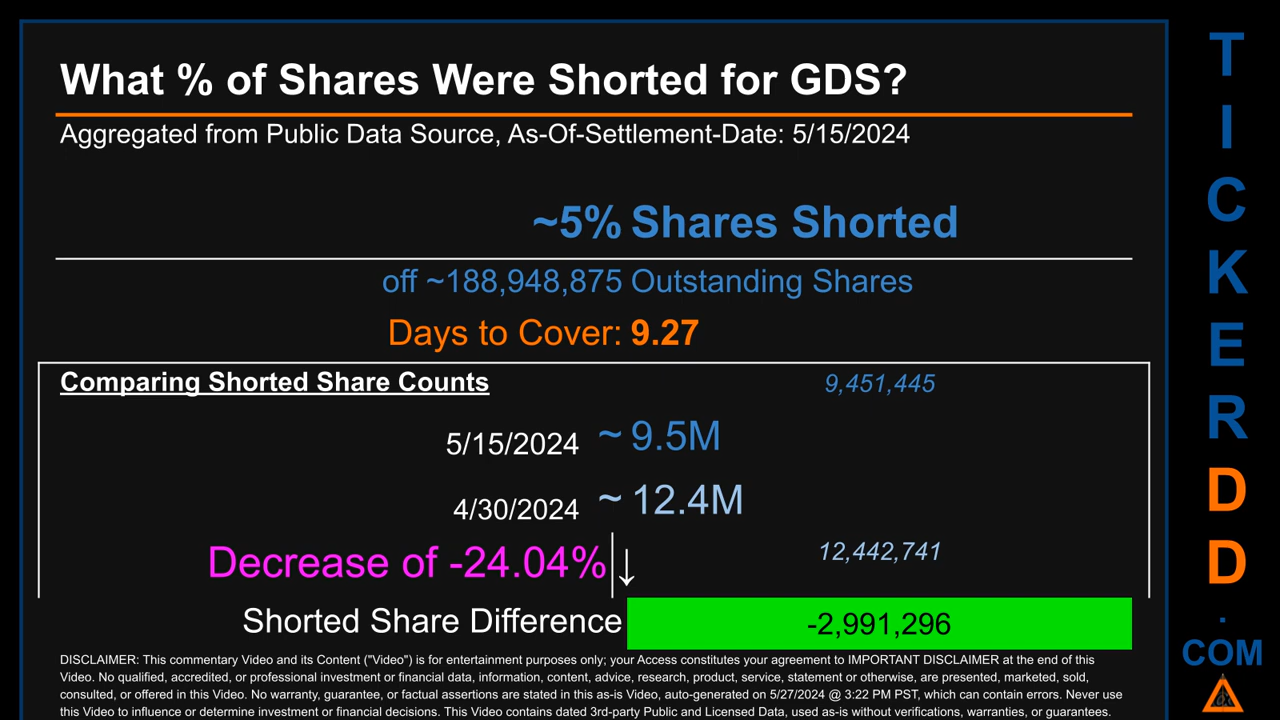 What % of Shares Were Shorted for GDS?
Aggregated from Public Data Source, As-Of-Settlement-Date: 5/15/2024
~5% Shares Shorted
off ~188,948,875 Outstanding Shares
Days to Cover: 9.27
Comparing Shorted Share Counts
9,451,445
5/15/2024 ~ 9.5M
4/30/2024 ~ 12.4M
Decrease of -24.04% ↓
12,442,741
Shorted Share Difference -2,991,296
DISCLAIMER: This commentary Video and its Content ("Video") is for entertainment purposes only; your Access constitutes your agreement to IMPORTANT DISCLAIMER at the end of this
Video. No qualified, accredited, or professional investment or financial data, information, content, advice, research, product, service, statement or otherwise, are presented, marketed, sold,
consulted, or offered in this Video. No warranty, guarantee, or factual assertions are stated in this as-is Video, auto-generated on 5/27/2024 @ 3:22 PM PST, which can contain errors. Never use
this Video to influence or determine investment or financial decisions. This Video contains dated 3rd-party Public and Licensed Data, used as-is without verifications, warranties, or guarantees.
T
I
C
K
E
R
D
D
.
COM